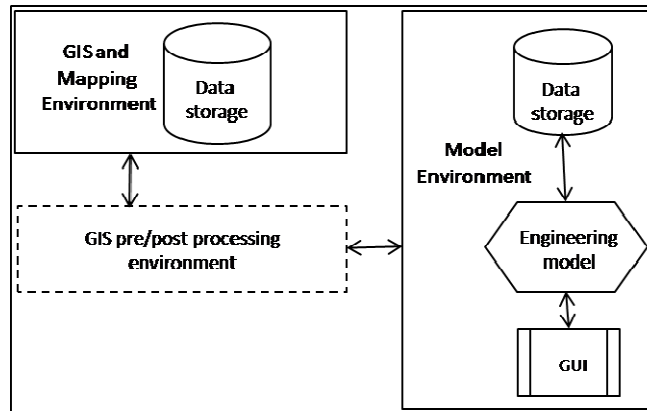 GIS and
Mapping
Environment
Data
storage
GIS pre/post processing
environment
Data
storage
Model
Environment
Engineering
model
GUI